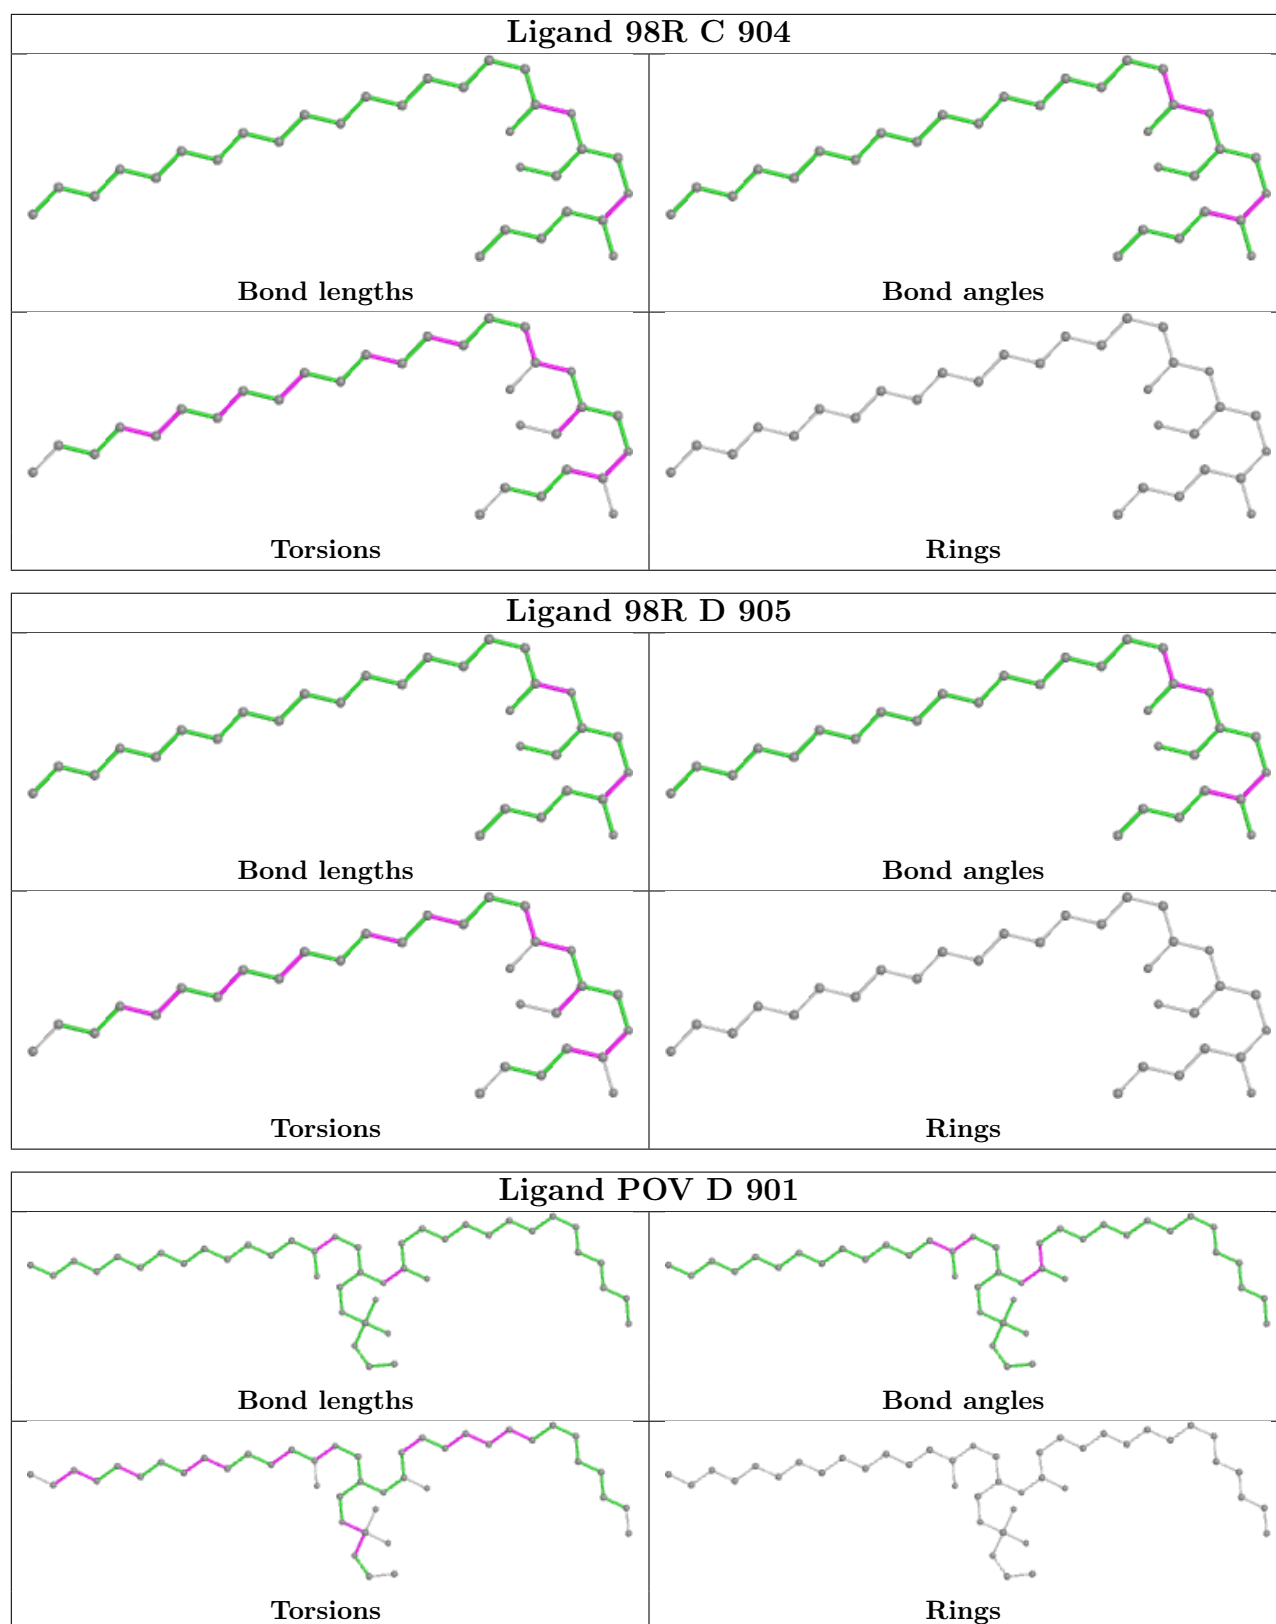 Ligand 98R C 904
Bond lengths
Bond angles
Torsions
Rings
Ligand 98R D 905
Bond lengths
Bond angles
Torsions
Rings
Ligand POV D 901
Bond lengths
Bond angles
Torsions
Rings